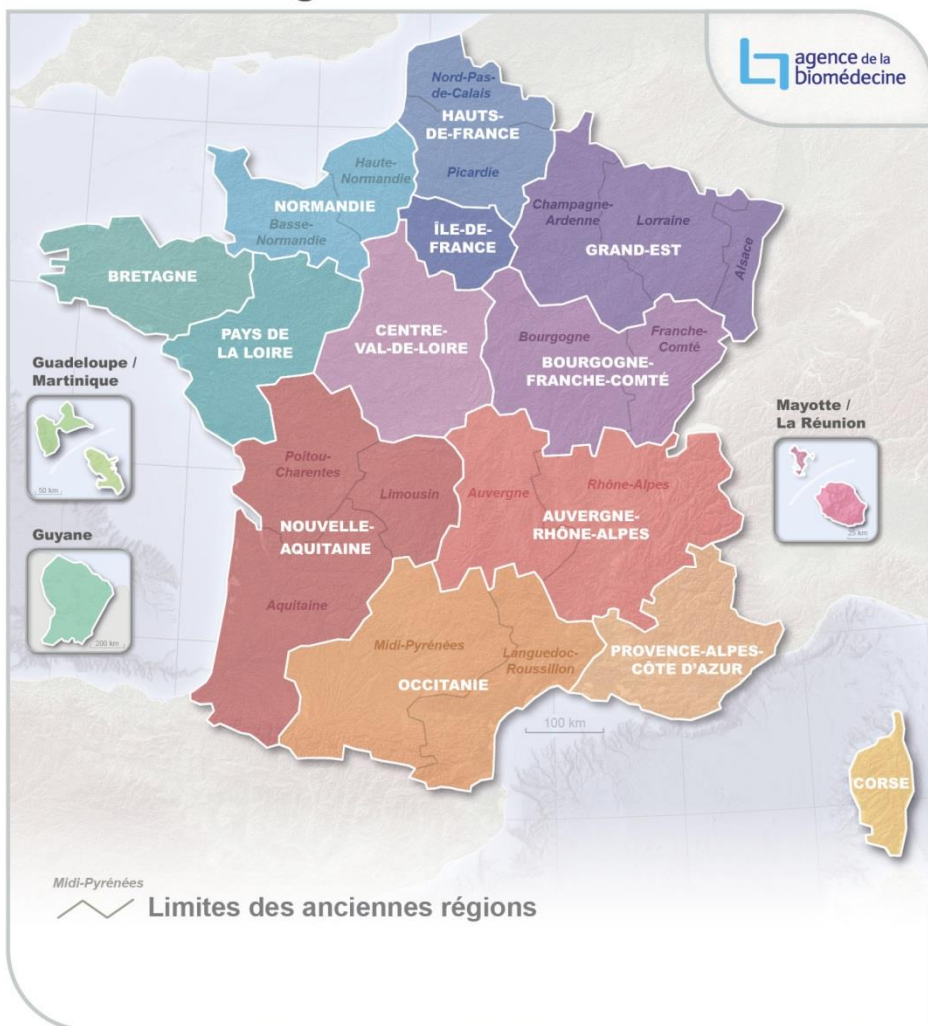 agence de la
biomédecine
Nord-Pas-
de-Calais
HAUTS-
DE-FRANCE
Picardie
Haute-
Normandie
NORMANDIE
Basse-
Normandie
ÎLE-DE-
FRANCE
Champagne-
Ardenne
Lorraine
GRAND-EST
Alsace
BRETAGNE
PAYS DE
LA LOIRE
CENTRE-
VAL-DE-LOIRE
Bourgogne
Franche-
Comté
BOURGOGNE-
FRANCHE-COMTÉ
Guadeloupe /
Martinique
50 km
Mayotte /
La Réunion
25 km
Poitou-
Charentes
Limousin
NOUVELLE-
AQUITAINE
Aquitaine
Auvergne
Rhône-Alpes
AUVERGNE-
RHÔNE-ALPES
Guyane
200 km
Midi-Pyrénées
Languedoc-
Roussillon
OCCITANIE
PROVENCE-ALPES-
CÔTE D'AZUR
100 km
CORSE
Midi-Pyrénées
Limites des anciennes régions